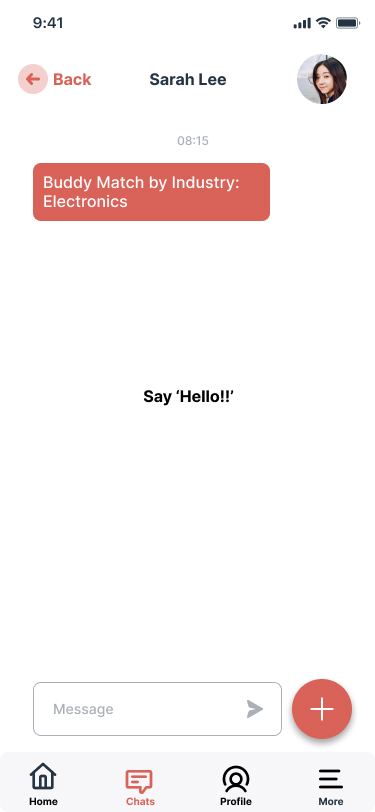 9:41
Back
Sarah Lee
08:15
Buddy Match by Industry:
Electronics
Say ‘Hello!!’
Message
Home
Chats
Profile
More